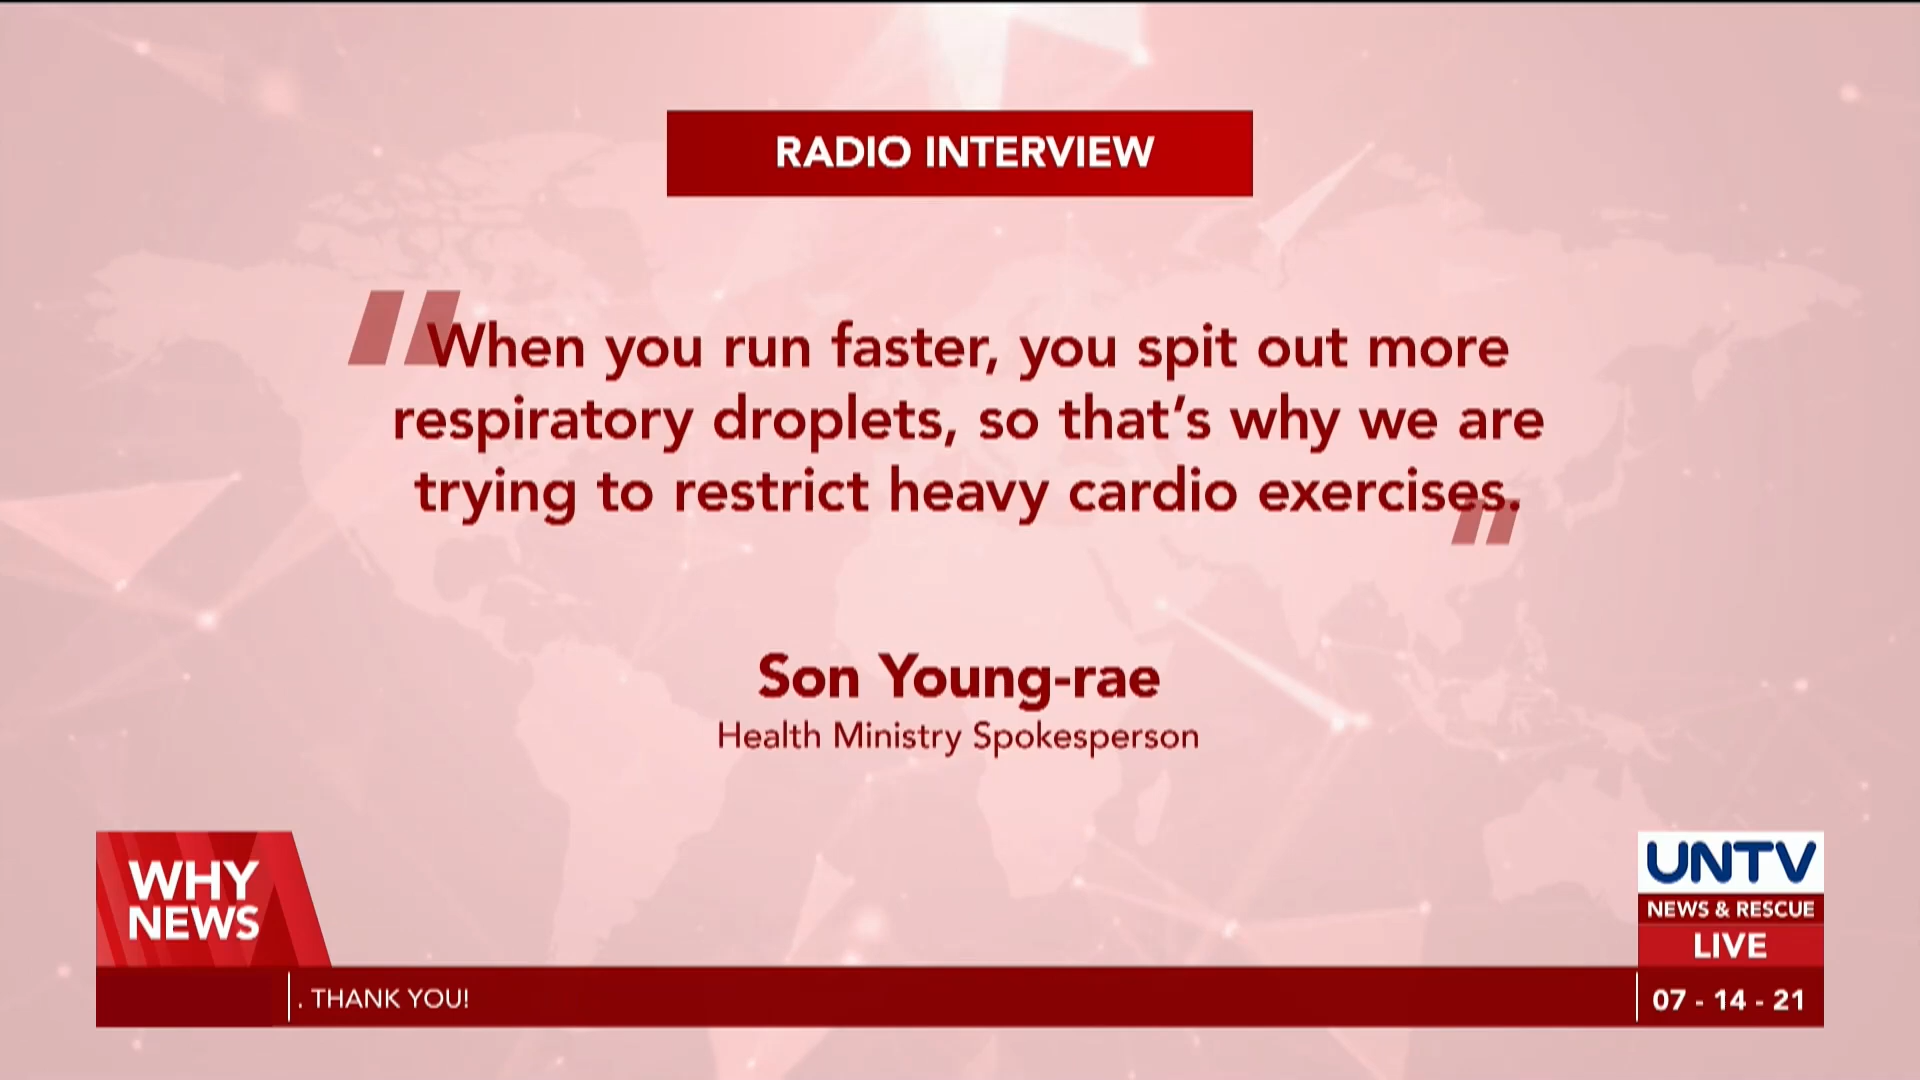 RADIO INTERVIEW
"When you run faster, you spit out more
respiratory droplets, so that's why we are
trying to restrict heavy cardio exercises."
Son Young-rae
Health Ministry Spokesperson
WHY
NEWS
UNTV
NEWS & RESCUE
LIVE
. THANK YOU!
07 - 14 - 21